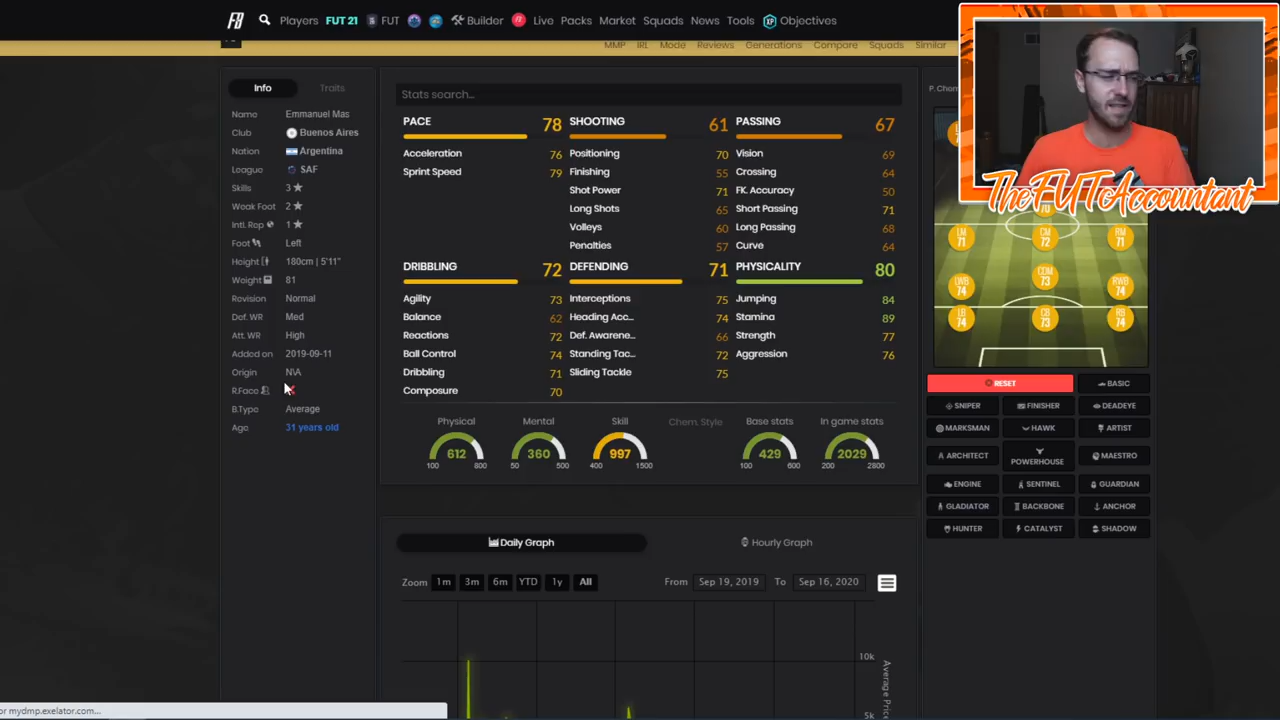 FB Players FUT 21 FUT Builder Live Packs Market Squads News Tools Objectives
MMP IRL Mode Reviews Generations Compare Squads Similar
Info Traits
Name Emmanuel Mas
Club Buenos Aires
Nation Argentina
League SAF
Skills 3 ★
Weak Foot 2 ★
Intl. Rep 1 ★
Foot Left
Height 180cm | 5'11"
Weight 81
Revision Normal
Def. WR Med
Att. WR High
Added on 2019-09-11
Origin N\A
R.Face
B.Type Average
Age 31 years old
Stats search...
PACE 78 SHOOTING 61 PASSING 67
Acceleration 76 Positioning 70 Vision 69
Sprint Speed 79 Finishing 55 Crossing 64
Shot Power 71 FK. Accuracy 50
Long Shots 65 Short Passing 71
Volleys 60 Long Passing 68
Penalties 57 Curve 64
DRIBBLING 72 DEFENDING 71 PHYSICALITY 80
Agility 73 Interceptions 75 Jumping 84
Balance 62 Heading Acc... 74 Stamina 89
Reactions 72 Def. Awarene... 66 Strength 77
Ball Control 74 Standing Tac... 72 Aggression 76
Dribbling 71 Sliding Tackle 75
Composure 70
Physical Mental Skill Chem. Style Base stats In game stats
612 360 997 429 2029
100 800 50 500 400 1500 100 600 200 2800
Daily Graph Hourly Graph
Zoom 1m 3m 6m YTD 1y All From Sep 19, 2019 To Sep 16, 2020
10k
5k
Average Price
TheFUTAccountant
LM 71 CM 72 RM 71
LWB 74 CDM 73 RWB 74
LB 74 CB 73 RB 74
RESET BASIC
SNIPER FINISHER DEADEYE
MARKSMAN HAWK ARTIST
ARCHITECT POWERHOUSE MAESTRO
ENGINE SENTINEL GUARDIAN
GLADIATOR BACKBONE ANCHOR
HUNTER CATALYST SHADOW
or mydmp.exelator.com...